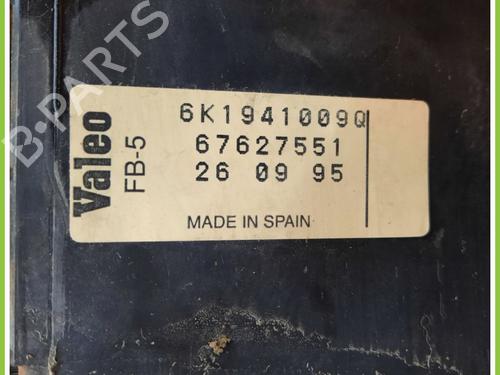 B-PARTS
Valeo
FB-5
6K1941009Q
67627551
26 09 95
MADE IN SPAIN